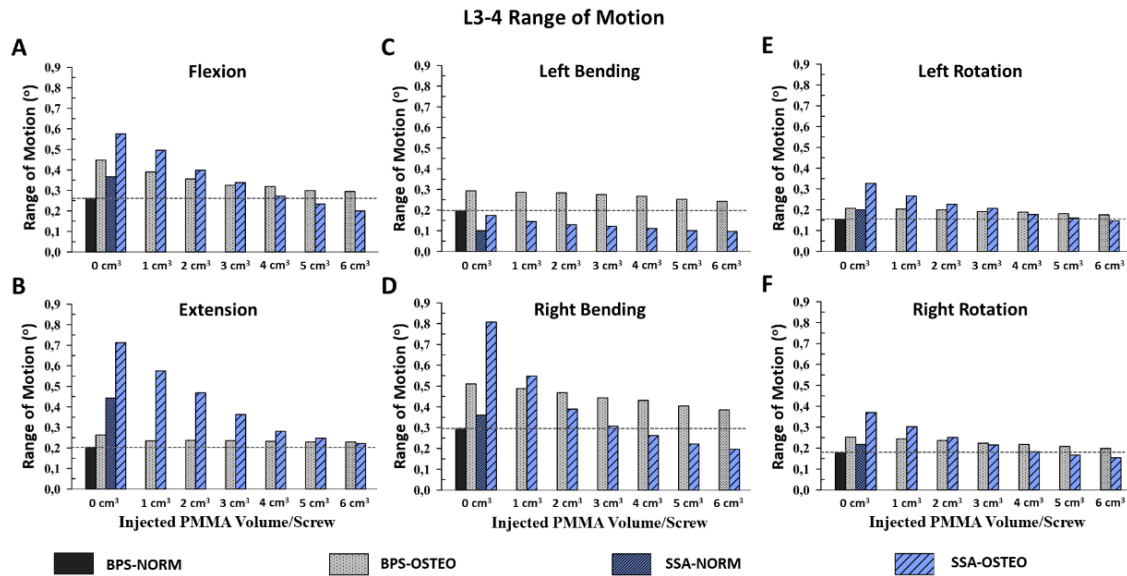 L3-4 Range of Motion
A
Flexion
Range of Motion (°)
0,9
0,8
0,7
0,6
0,5
0,4
0,3
0,2
0,1
0,0
0 cm³ 1 cm³ 2 cm³ 3 cm³ 4 cm³ 5 cm³ 6 cm³
B
Extension
Range of Motion (°)
0,9
0,8
0,7
0,6
0,5
0,4
0,3
0,2
0,1
0,0
0 cm³ 1 cm³ 2 cm³ 3 cm³ 4 cm³ 5 cm³ 6 cm³
Injected PMMA Volume/Screw
C
Left Bending
Range of Motion (°)
0,9
0,8
0,7
0,6
0,5
0,4
0,3
0,2
0,1
0,0
0 cm³ 1 cm³ 2 cm³ 3 cm³ 4 cm³ 5 cm³ 6 cm³
D
Right Bending
Range of Motion (°)
0,9
0,8
0,7
0,6
0,5
0,4
0,3
0,2
0,1
0,0
0 cm³ 1 cm³ 2 cm³ 3 cm³ 4 cm³ 5 cm³ 6 cm³
Injected PMMA Volume/Screw
E
Left Rotation
Range of Motion (°)
0,9
0,8
0,7
0,6
0,5
0,4
0,3
0,2
0,1
0,0
0 cm³ 1 cm³ 2 cm³ 3 cm³ 4 cm³ 5 cm³ 6 cm³
F
Right Rotation
Range of Motion (°)
0,9
0,8
0,7
0,6
0,5
0,4
0,3
0,2
0,1
0,0
0 cm³ 1 cm³ 2 cm³ 3 cm³ 4 cm³ 5 cm³ 6 cm³
Injected PMMA Volume/Screw
BPS-NORM BPS-OSTEO SSA-NORM SSA-OSTEO